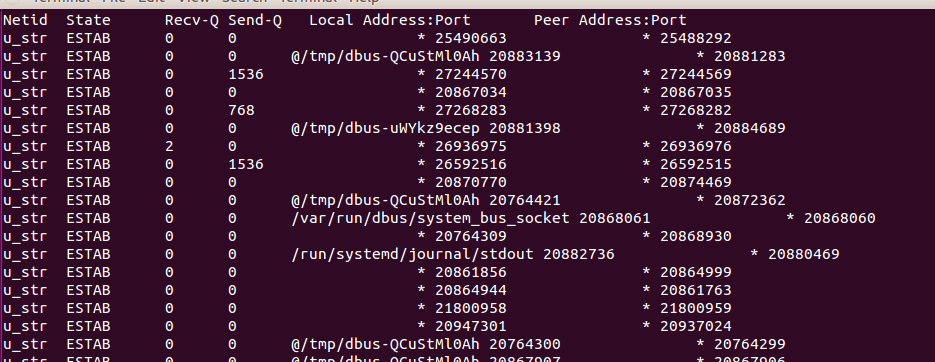 Terminal File Edit View Search Terminal Help
Netid State Recv-Q Send-Q Local Address:Port Peer Address:Port
u_str ESTAB 0 0 * 25490663 * 25488292
u_str ESTAB 0 0 @/tmp/dbus-QCuStMl0Ah 20883139 * 20881283
u_str ESTAB 0 1536 * 27244570 * 27244569
u_str ESTAB 0 0 * 20867034 * 20867035
u_str ESTAB 0 768 * 27268283 * 27268282
u_str ESTAB 0 0 @/tmp/dbus-uWYkz9ecep 20881398 * 20884689
u_str ESTAB 2 0 * 26936975 * 26936976
u_str ESTAB 0 1536 * 26592516 * 26592515
u_str ESTAB 0 0 * 20870770 * 20874469
u_str ESTAB 0 0 @/tmp/dbus-QCuStMl0Ah 20764421 * 20872362
u_str ESTAB 0 0 /var/run/dbus/system_bus_socket 20868061 * 20868060
u_str ESTAB 0 0 * 20764309 * 20868930
u_str ESTAB 0 0 /run/systemd/journal/stdout 20882736 * 20880469
u_str ESTAB 0 0 * 20861856 * 20864999
u_str ESTAB 0 0 * 20864944 * 20861763
u_str ESTAB 0 0 * 21800958 * 21800959
u_str ESTAB 0 0 * 20947301 * 20937024
u_str ESTAB 0 0 @/tmp/dbus-QCuStMl0Ah 20764300 * 20764299
u_str ESTAB 0 0 @/tmp/dbus-QCuStMl0Ah 20867907 * 20867906